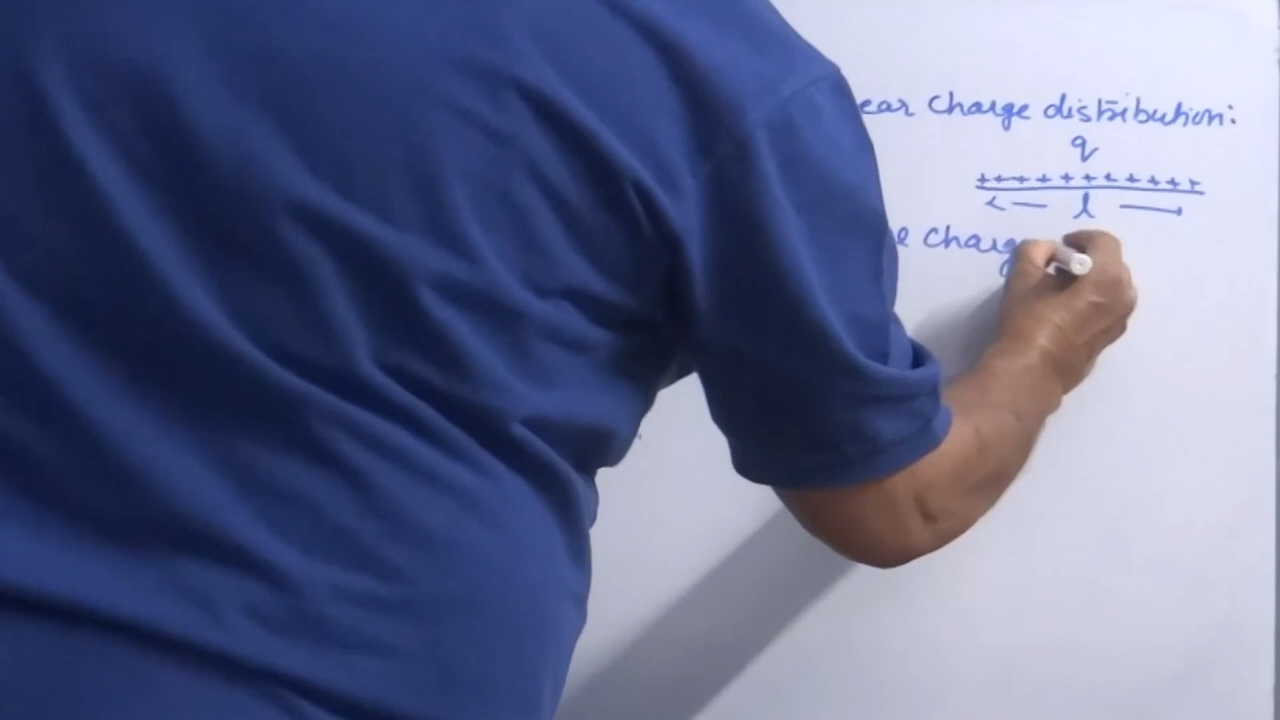 ear charge distribution:
q
+ + + + + + + + + + +
l
charg